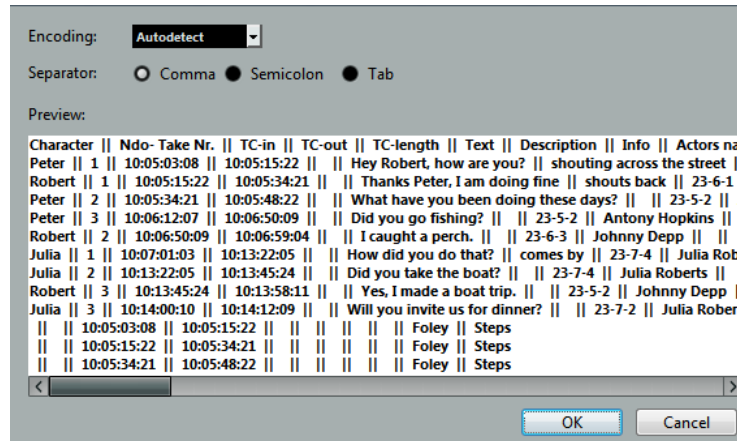 Encoding: Autodetect
Separator: Comma Semicolon Tab
Preview:
Character || Ndo- Take Nr. || TC-in || TC-out || TC-length || Text || Description || Info || Actors na
Peter || 1 || 10:05:03:08 || 10:05:15:22 || || Hey Robert, how are you? || shouting across the street |
Robert || 1 || 10:05:15:22 || 10:05:34:21 || || Thanks Peter, I am doing fine || shouts back || 23-6-1
Peter || 2 || 10:05:34:21 || 10:05:48:22 || || What have you been doing these days? || || 23-5-2 ||
Peter || 3 || 10:06:12:07 || 10:06:50:09 || || Did you go fishing? || || 23-5-2 || Antony Hopkins ||
Robert || 2 || 10:06:50:09 || 10:06:59:04 || || I caught a perch. || || 23-6-3 || Johnny Depp || ||
Julia || 1 || 10:07:01:03 || 10:13:22:05 || || How did you do that? || comes by || 23-7-4 || Julia Rob
Julia || 2 || 10:13:22:05 || 10:13:45:24 || || Did you take the boat? || || 23-7-4 || Julia Roberts ||
Robert || 3 || 10:13:45:24 || 10:13:58:11 || || Yes, I made a boat trip. || || 23-5-2 || Johnny Depp |
Julia || 3 || 10:14:00:10 || 10:14:12:09 || || Will you invite us for dinner? || || 23-7-2 || Julia Rober
|| || 10:05:03:08 || 10:05:15:22 || || || || || || Foley || Steps
|| || 10:05:15:22 || 10:05:34:21 || || || || || || Foley || Steps
|| || 10:05:34:21 || 10:05:48:22 || || || || || || Foley || Steps
OK Cancel